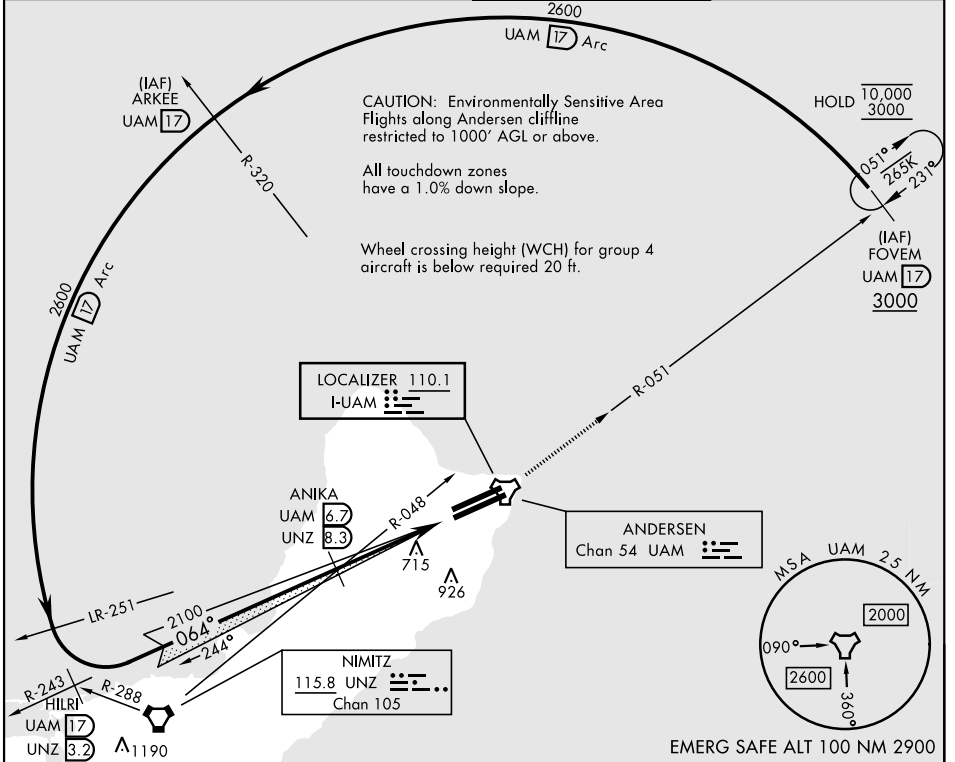 2600
UAM 17 Arc
(IAF)
ARKEE
UAM 17
R-320
CAUTION: Environmentally Sensitive Area
Flights along Andersen cliffline
restricted to 1000' AGL or above.
All touchdown zones
have a 1.0% down slope.
Wheel crossing height (WCH) for group 4
aircraft is below required 20 ft.
HOLD 10,000
3000
051°
265K
231°
(IAF)
FOVEM
UAM 17
3000
2600
UAM 17 Arc
LOCALIZER 110.1
I-UAM
R-051
ANIKA
UAM 6.7
UNZ 8.3
R-048
715
926
ANDERSEN
Chan 54 UAM
LR-251
2100
064°
244°
NIMITZ
115.8 UNZ
Chan 105
R-243
R-288
HILRI
UAM 17
UNZ 3.2
1190
MSA UAM 25 NM
2000
090°
2600
360°
EMERG SAFE ALT 100 NM 2900